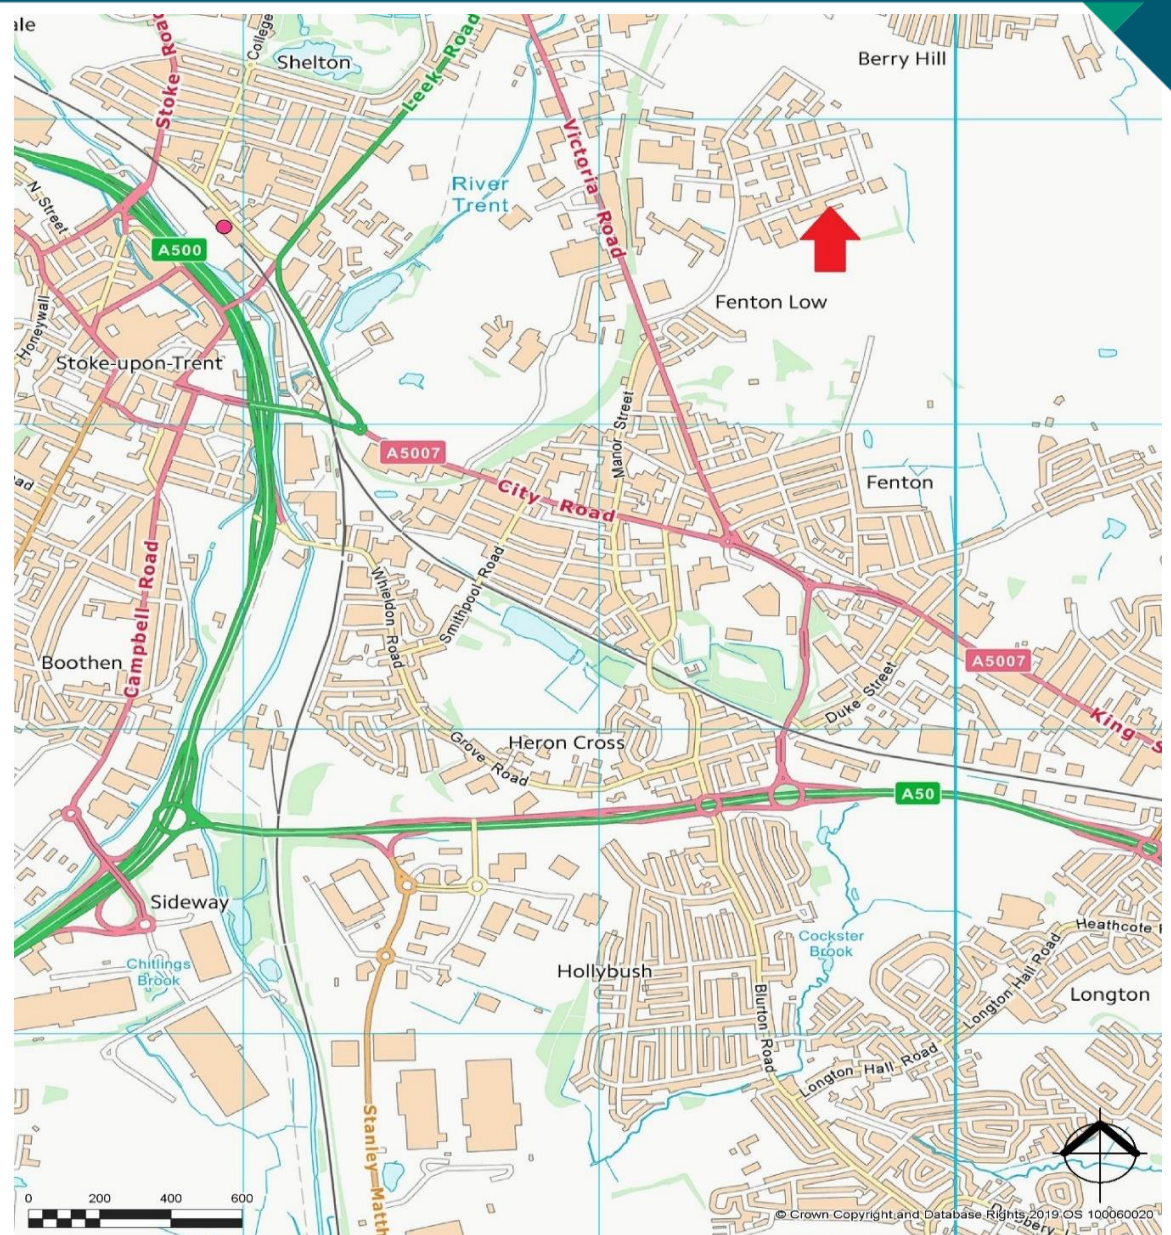 ale
College
Shelton
Stoke Road
Leek Road
Berry Hill
Victoria Road
River
Trent
N Street
A500
Fenton Low
Honeywall
Stoke-upon-Trent
Manor Street
A5007
City Road
Fenton
ad
Campbell Road
Whieldon Road
Smithpool Road
Boothen
A5007
Duke Street
King S
Heron Cross
Grove Road
A50
Sideway
Cockster
Brook
Heathcote
Chitlings
Brook
Hollybush
Longton Hall Road
Longton
Blurton Road
Longton Hall Road
Stanley Matth
0 200 400 600
© Crown Copyright and Database Rights 2019 OS 100060020